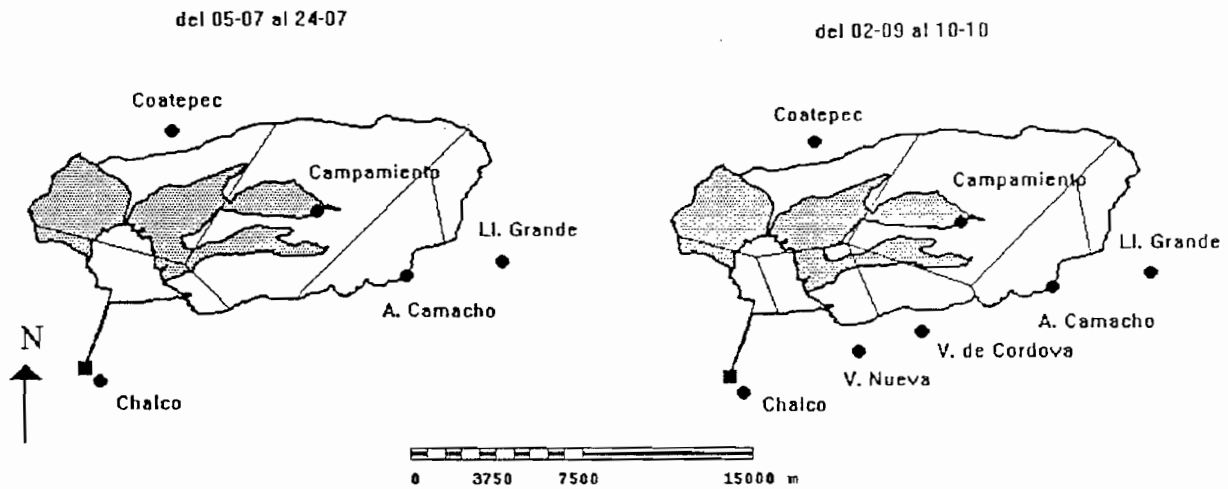 del 05-07 al 24-07
Coatepec
Campamiento
Ll. Grande
A. Camacho
N
Chalco
del 02-09 al 10-10
Coatepec
Campamiento
Ll. Grande
A. Camacho
V. de Cordova
V. Nueva
Chalco
0 3750 7500 15000 m